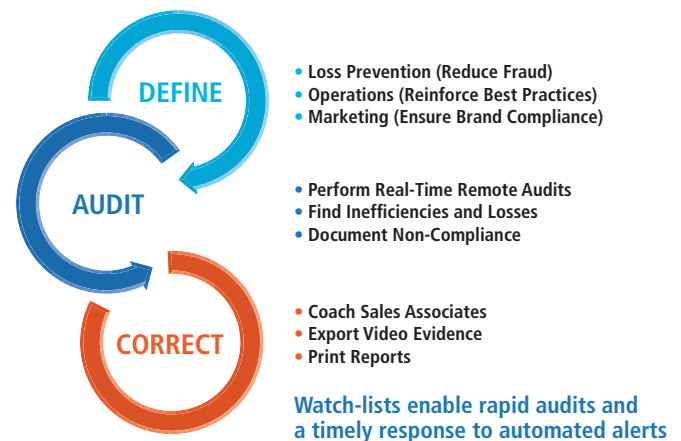 DEFINE
• Loss Prevention (Reduce Fraud)
• Operations (Reinforce Best Practices)
• Marketing (Ensure Brand Compliance)
AUDIT
• Perform Real-Time Remote Audits
• Find Inefficiencies and Losses
• Document Non-Compliance
CORRECT
• Coach Sales Associates
• Export Video Evidence
• Print Reports
Watch-lists enable rapid audits and
a timely response to automated alerts